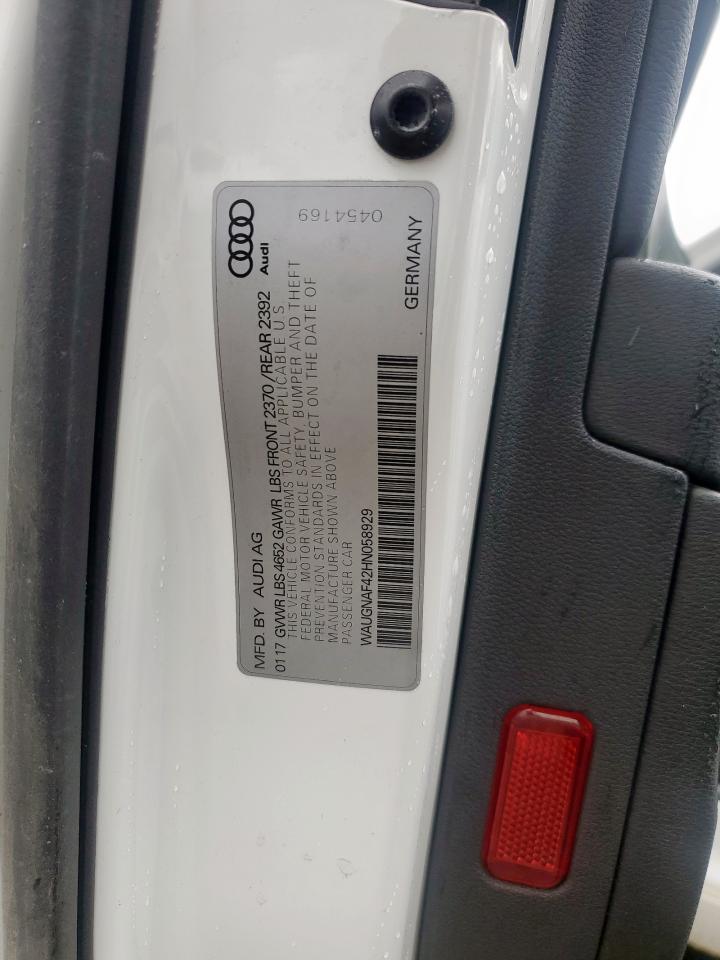 Audi
0454169
MFD. BY AUDI AG
0117 GVWR LBS 4652 GAWR LBS FRONT 2370/REAR 2392
THIS VEHICLE CONFORMS TO ALL APPLICABLE U.S
FEDERAL MOTOR VEHICLE SAFETY, BUMPER AND THEFT
PREVENTION STANDARDS IN EFFECT ON THE DATE OF
MANUFACTURE SHOWN ABOVE
PASSENGER CAR
GERMANY
WAUGNAF42HN058929